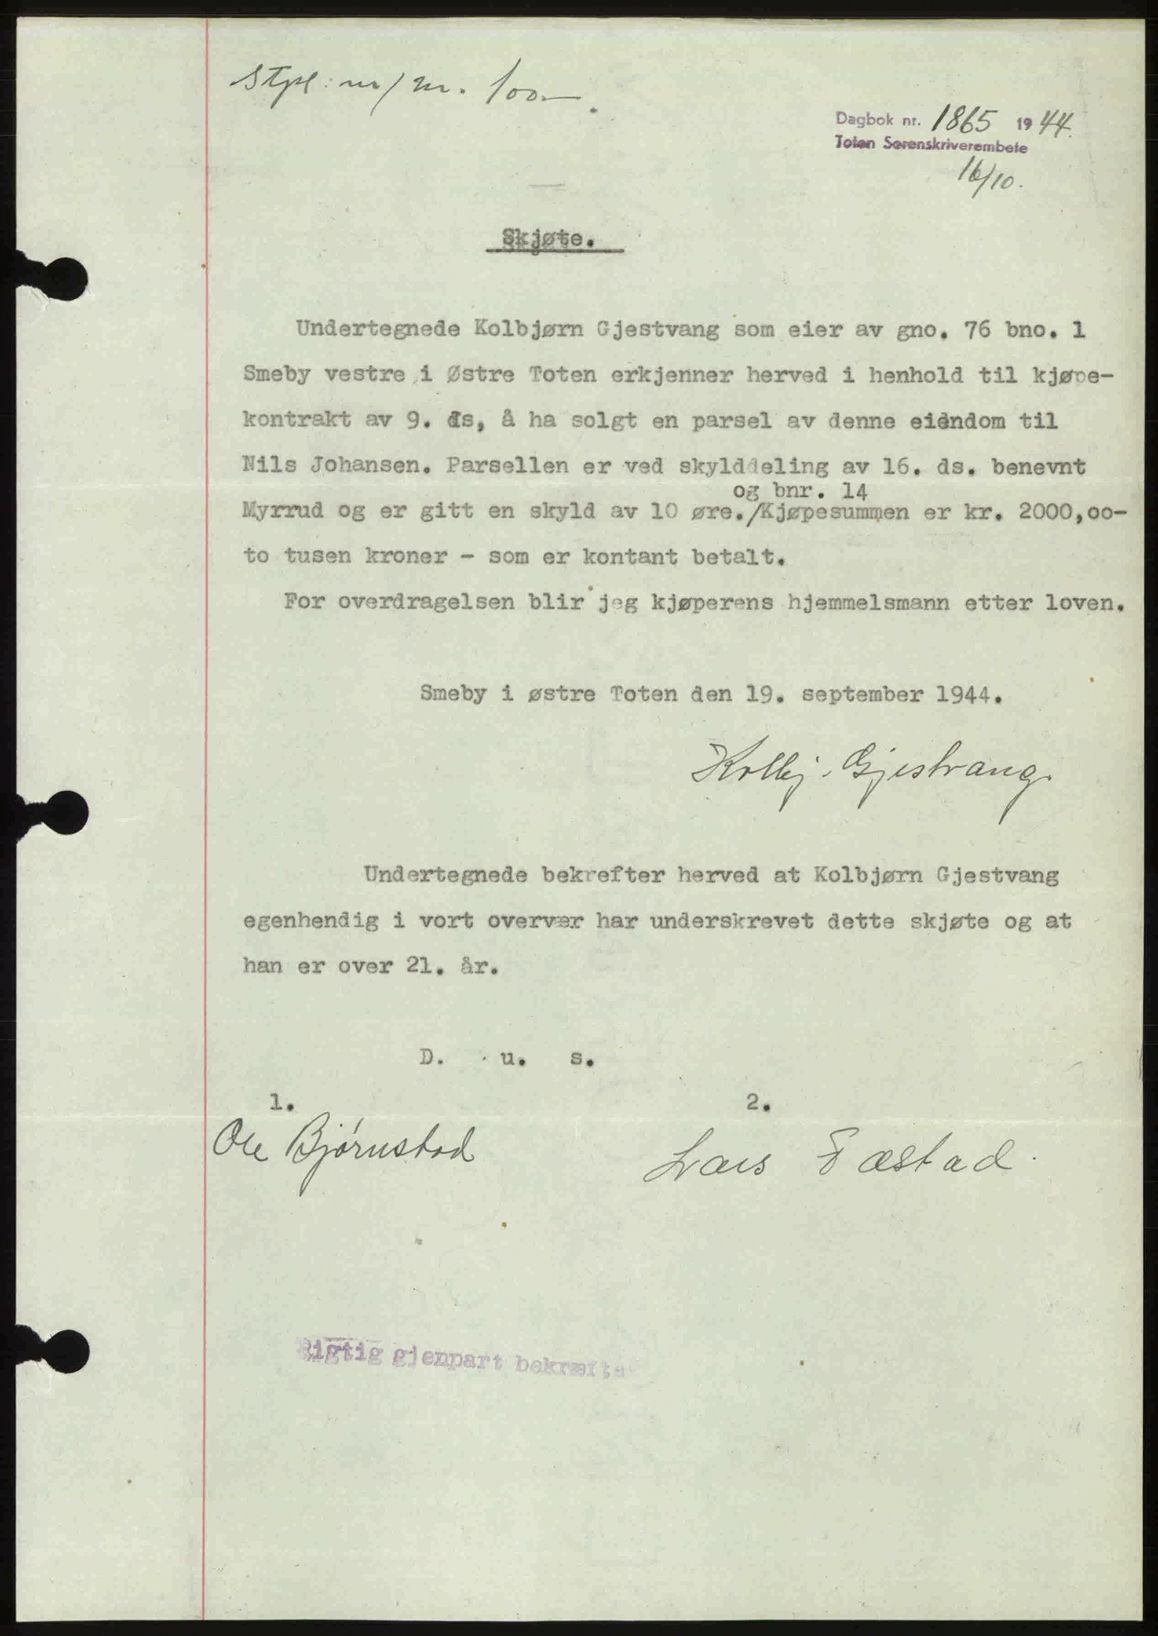 Stpl: m/m. 100.–
Dagbok nr. 1865 1944.
Toten Sorenskriverembete
16/10.
Skjøte.
Undertegnede Kolbjørn Gjestvang som eier av gno. 76 bno. 1
Smeby vestre i Østre Toten erkjenner herved i henhold til kjøpe-
kontrakt av 9. ds, å ha solgt en parsel av denne eiendom til
Nils Johansen. Parsellen er ved skylddeling av 16. ds. benevnt
og bnr. 14
Myrrud og er gitt en skyld av 10 øre./Kjøpesummen er kr. 2000,oo-
to tusen kroner - som er kontant betalt.
For overdragelsen blir jeg kjøperens hjemmelsmann etter loven.
Smeby i østre Toten den 19. september 1944.
Kolbj. Gjestvang.
Undertegnede bekrefter herved at Kolbjørn Gjestvang
egenhendig i vort overvær har underskrevet dette skjøte og at
han er over 21. år.
D. u. s.
1. 2.
Ole Bjørnstad Lars Fæstad.
Rigtig gjenpart bekræftes